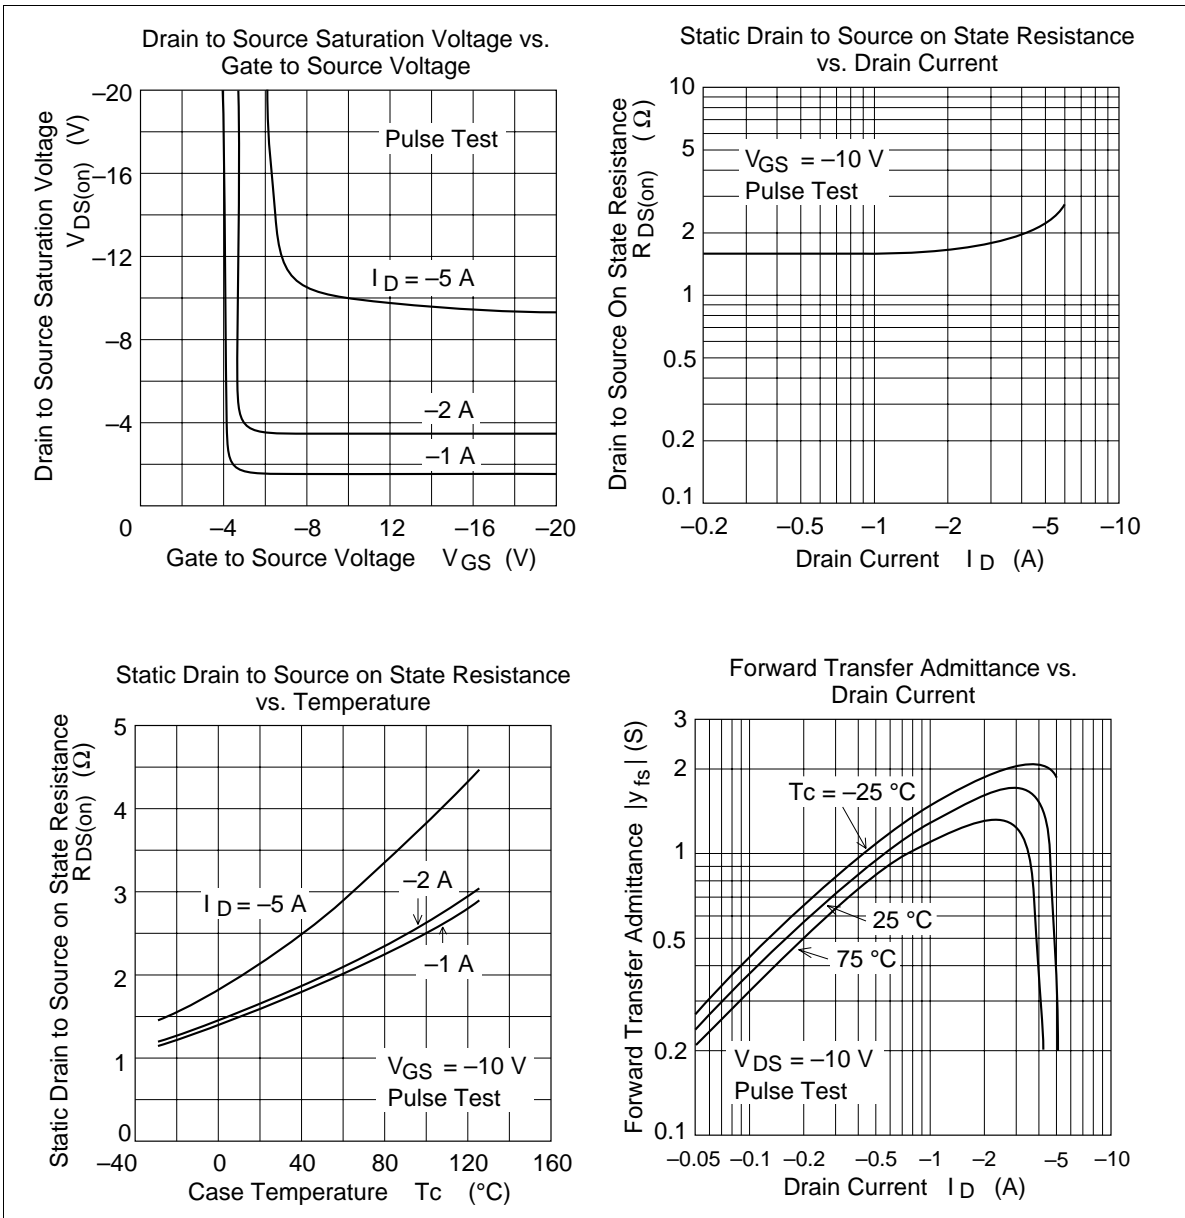 Drain to Source Saturation Voltage vs.
Gate to Source Voltage
Drain to Source Saturation Voltage
V DS(on) (V)
–20
–16
–12
–8
–4
0
Pulse Test
I D = –5 A
–2 A
–1 A
–4
–8
12
–16
–20
Gate to Source Voltage V GS (V)
Static Drain to Source on State Resistance
vs. Drain Current
Drain to Source On State Resistance
R DS(on) (Ω)
10
5
2
1
0.5
0.2
0.1
V GS = –10 V
Pulse Test
–0.2
–0.5
–1
–2
–5
–10
Drain Current I D (A)
Static Drain to Source on State Resistance
vs. Temperature
Static Drain to Source on State Resistance
R DS(on) (Ω)
5
4
3
2
1
0
I D = –5 A
–2 A
–1 A
V GS = –10 V
Pulse Test
–40
0
40
80
120
160
Case Temperature Tc (°C)
Forward Transfer Admittance vs.
Drain Current
Forward Transfer Admittance |y fs| (S)
3
2
1
0.5
0.3
0.2
0.1
Tc = –25 °C
25 °C
75 °C
V DS = –10 V
Pulse Test
–0.05
–0.1
–0.2
–0.5
–1
–2
–5
–10
Drain Current I D (A)